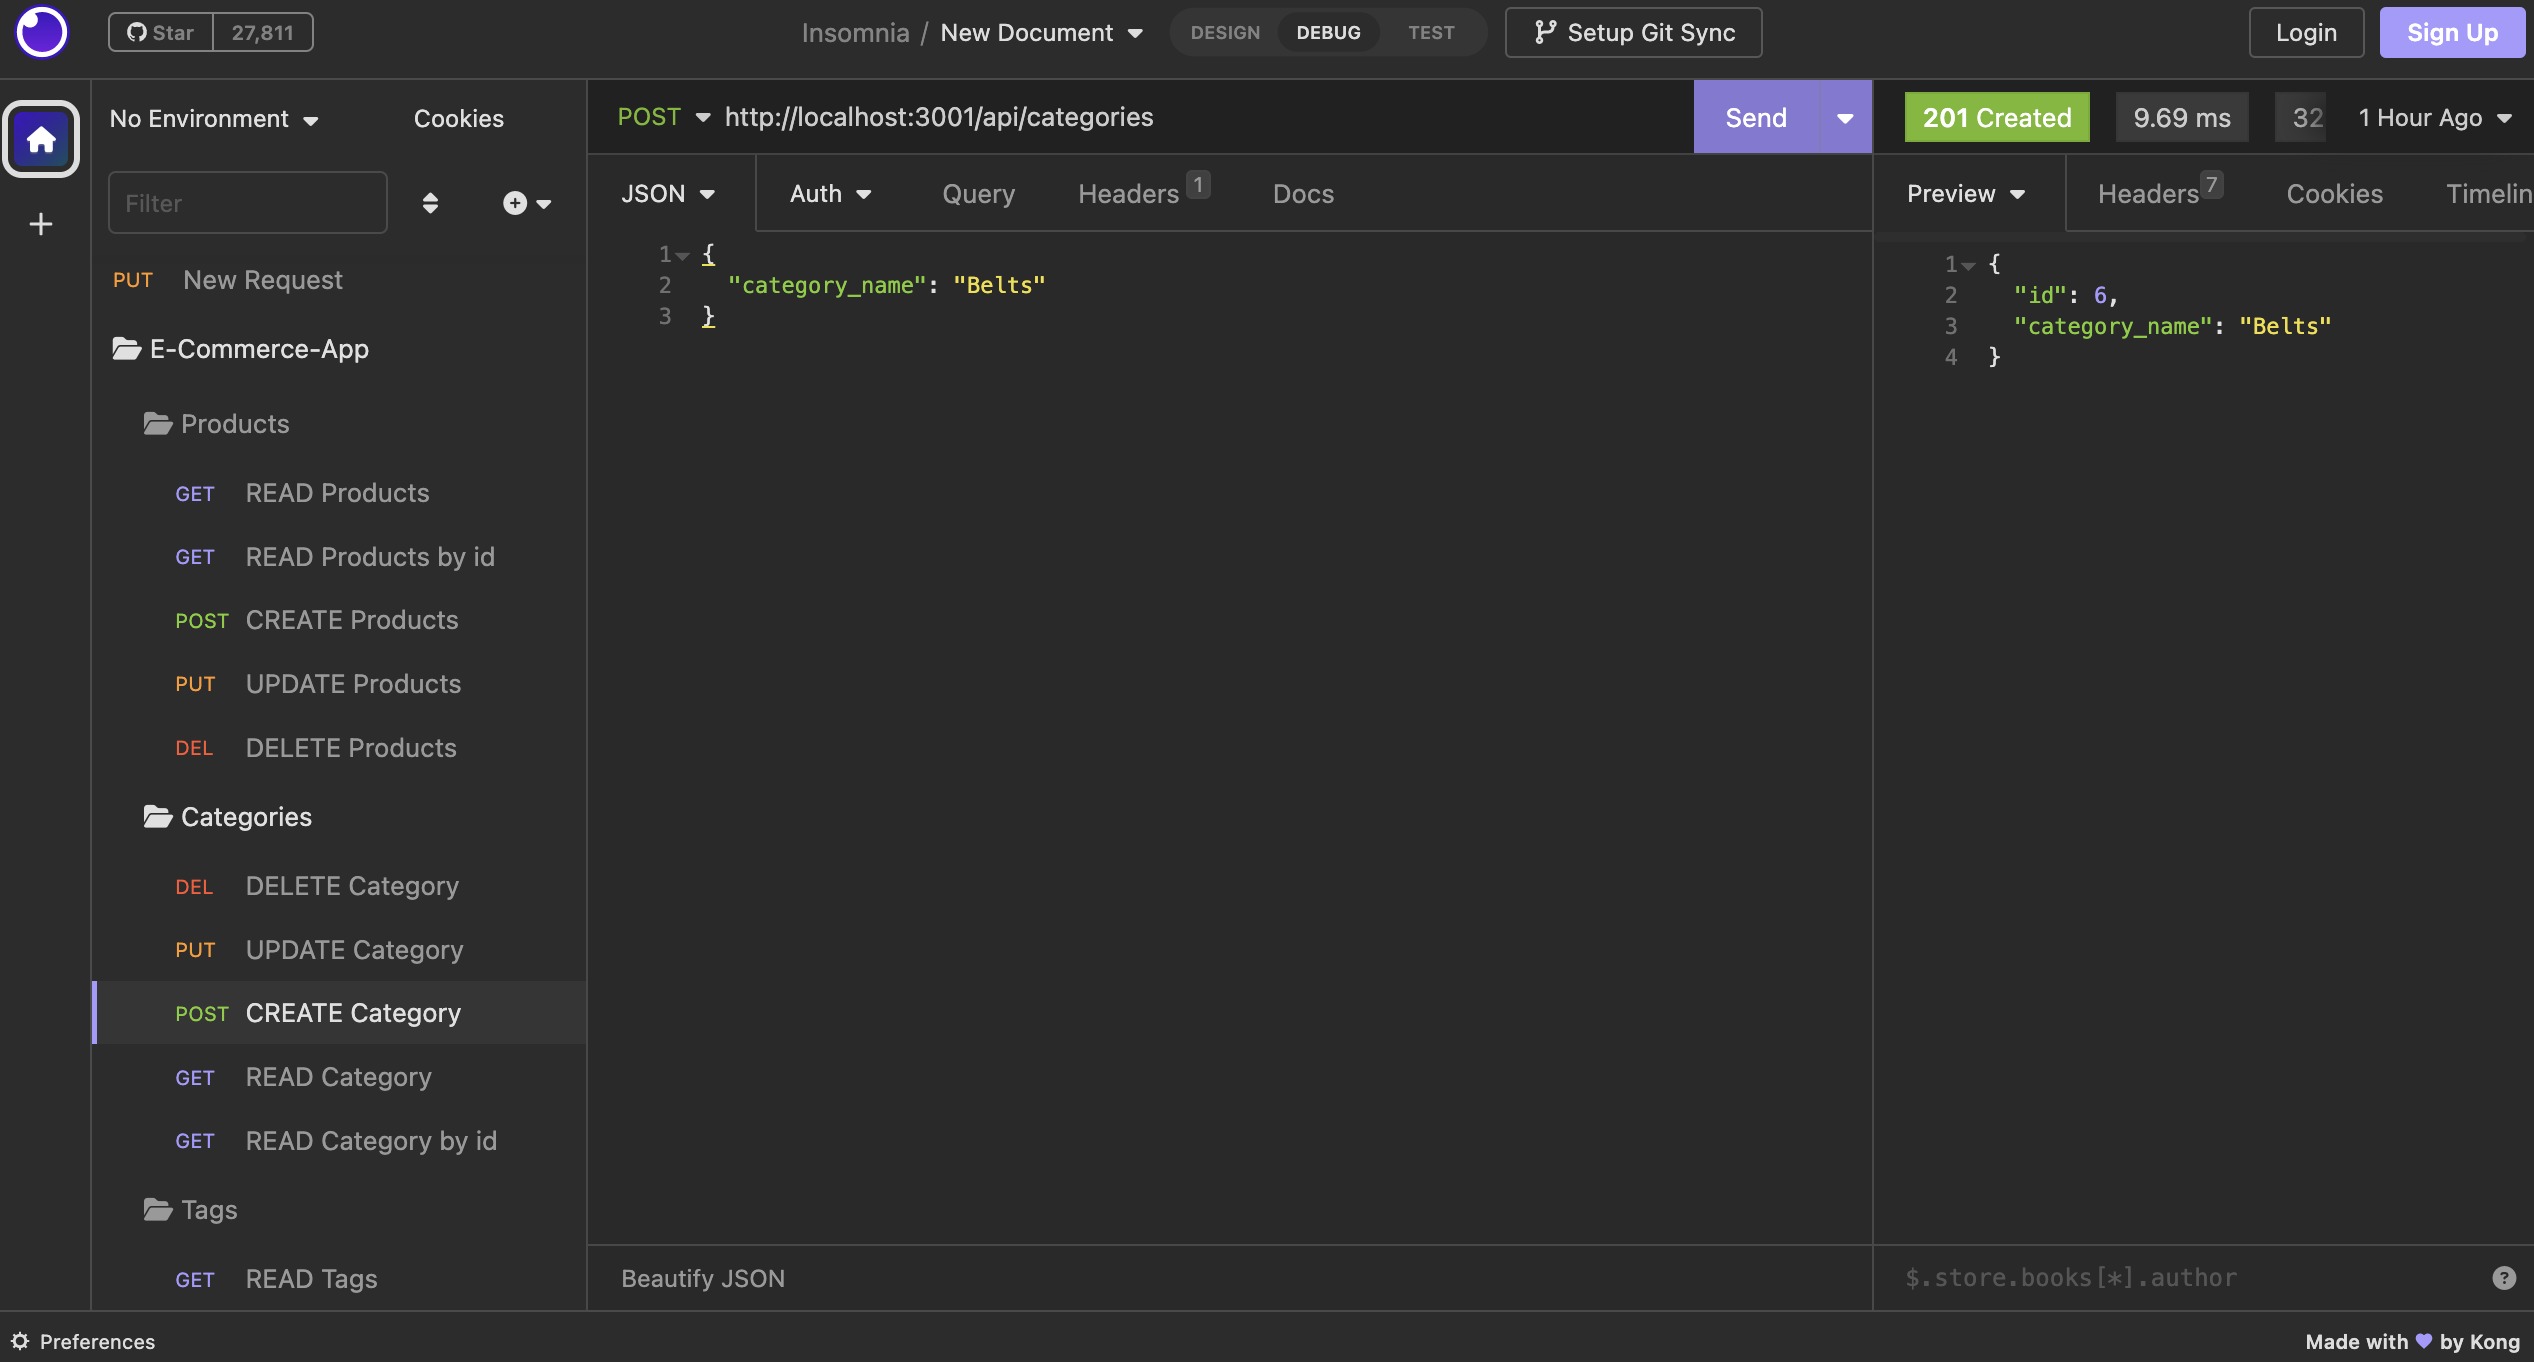 Star 27,811
Insomnia / New Document
DESIGN DEBUG TEST
Setup Git Sync
Login
Sign Up
No Environment
Cookies
Filter
PUT New Request
E-Commerce-App
Products
GET READ Products
GET READ Products by id
POST CREATE Products
PUT UPDATE Products
DEL DELETE Products
Categories
DEL DELETE Category
PUT UPDATE Category
POST CREATE Category
GET READ Category
GET READ Category by id
Tags
GET READ Tags
POST http://localhost:3001/api/categories
Send
JSON Auth Query Headers 1 Docs
1 {
2 "category_name": "Belts"
3 }
Beautify JSON
201 Created 9.69 ms 32 1 Hour Ago
Preview Headers 7 Cookies Timelin
1 {
2 "id": 6,
3 "category_name": "Belts"
4 }
$.store.books[*].author
?
Preferences
Made with 💜 by Kong